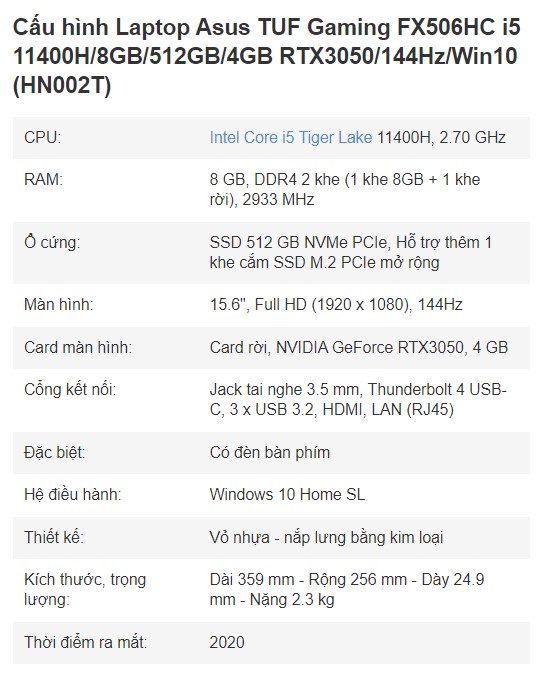 Cấu hình Laptop Asus TUF Gaming FX506HC i5
11400H/8GB/512GB/4GB RTX3050/144Hz/Win10
(HN002T)
CPU: Intel Core i5 Tiger Lake 11400H, 2.70 GHz
RAM: 8 GB, DDR4 2 khe (1 khe 8GB + 1 khe
rời), 2933 MHz
Ổ cứng: SSD 512 GB NVMe PCIe, Hỗ trợ thêm 1
khe cắm SSD M.2 PCIe mở rộng
Màn hình: 15.6", Full HD (1920 x 1080), 144Hz
Card màn hình: Card rời, NVIDIA GeForce RTX3050, 4 GB
Cổng kết nối: Jack tai nghe 3.5 mm, Thunderbolt 4 USB-
C, 3 x USB 3.2, HDMI, LAN (RJ45)
Đặc biệt: Có đèn bàn phím
Hệ điều hành: Windows 10 Home SL
Thiết kế: Vỏ nhựa - nắp lưng bằng kim loại
Kích thước, trọng Dài 359 mm - Rộng 256 mm - Dày 24.9
lượng: mm - Nặng 2.3 kg
Thời điểm ra mắt: 2020